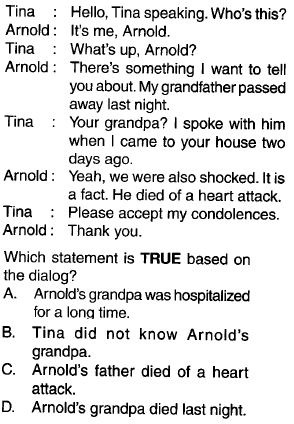 Tina : Hello, Tina speaking. Who's this?
Arnold : It's me, Arnold.
Tina : What's up, Arnold?
Arnold : There's something I want to tell
you about. My grandfather passed
away last night.
Tina : Your grandpa? I spoke with him
when I came to your house two
days ago.
Arnold : Yeah, we were also shocked. It is
a fact. He died of a heart attack.
Tina : Please accept my condolences.
Arnold : Thank you.
Which statement is TRUE based on
the dialog?
A. Arnold's grandpa was hospitalized
for a long time.
B. Tina did not know Arnold's
grandpa.
C. Arnold's father died of a heart
attack.
D. Arnold's grandpa died last night.